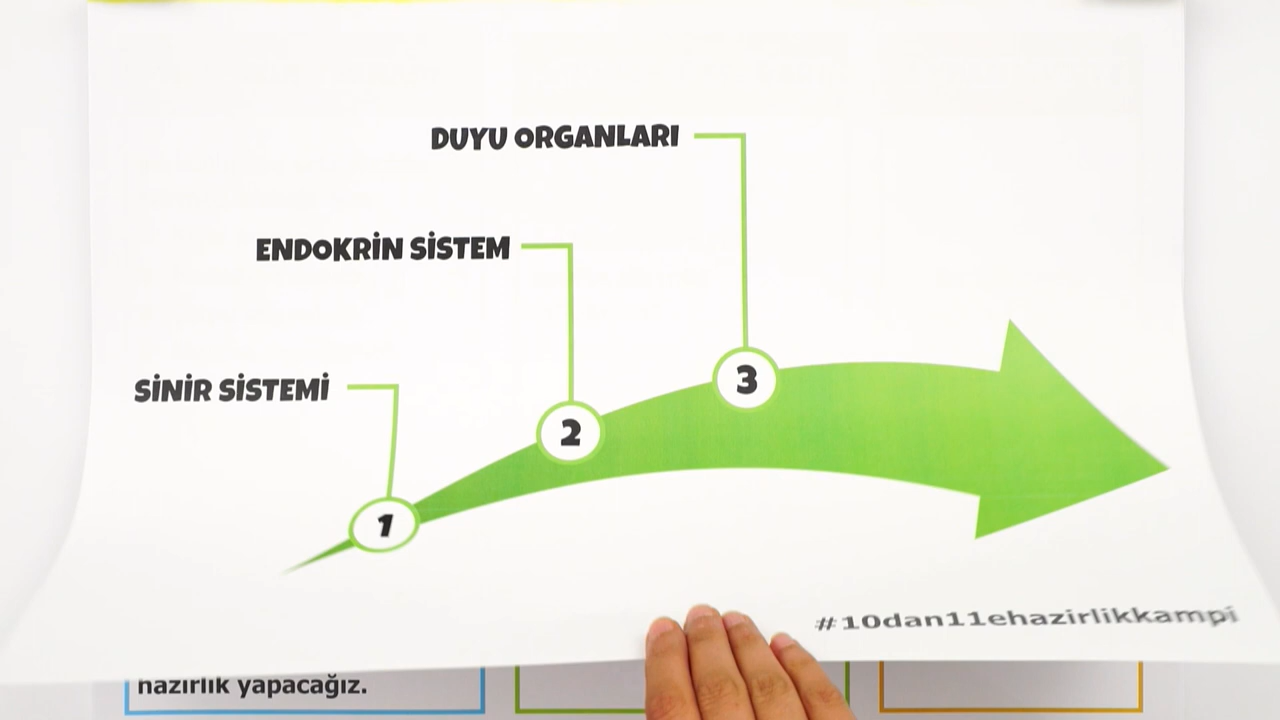 DUYU ORGANLARI
ENDOKRİN SİSTEM
SİNİR SİSTEMİ
3
2
1
#10dan11ehazirlikkampi
hazırlık yapacağız.